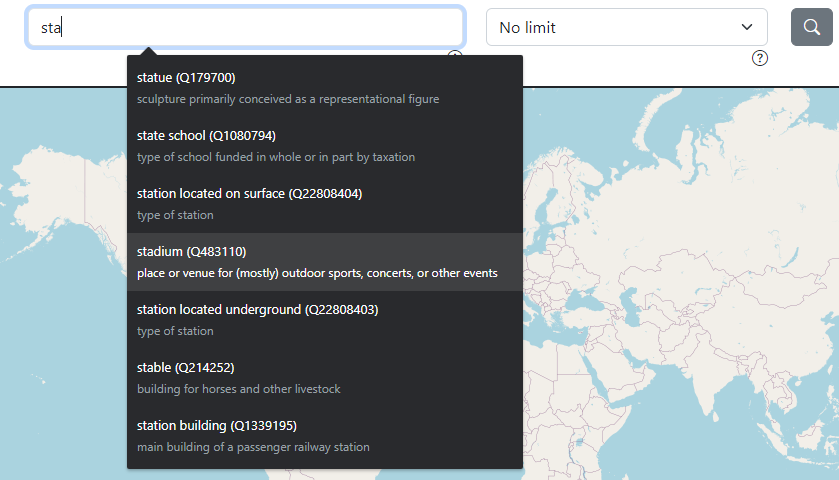 sta
No limit
?
statue (Q179700)
sculpture primarily conceived as a representational figure
state school (Q1080794)
type of school funded in whole or in part by taxation
station located on surface (Q22808404)
type of station
stadium (Q483110)
place or venue for (mostly) outdoor sports, concerts, or other events
station located underground (Q22808403)
type of station
stable (Q214252)
building for horses and other livestock
station building (Q1339195)
main building of a passenger railway station